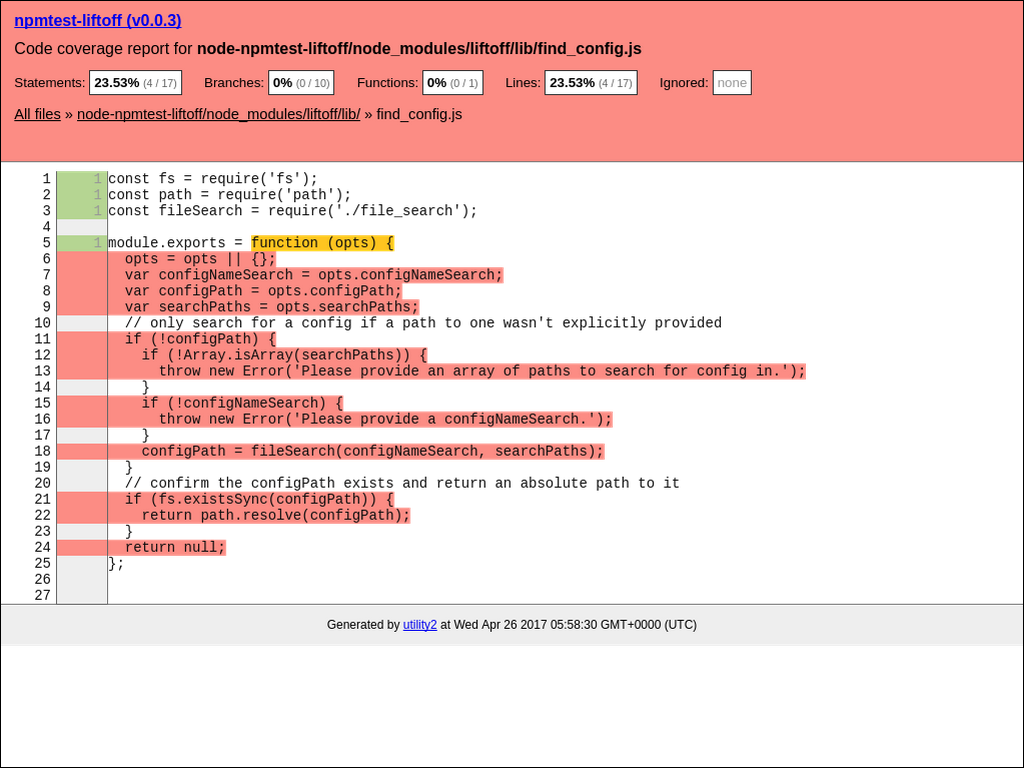 npmtest-liftoff (v0.0.3)
Code coverage report for node-npmtest-liftoff/node_modules/liftoff/lib/find_config.js
Statements: 23.53% (4 / 17) Branches: 0% (0 / 10) Functions: 0% (0 / 1) Lines: 23.53% (4 / 17) Ignored: none
All files » node-npmtest-liftoff/node_modules/liftoff/lib/ » find_config.js
1 1 const fs = require('fs');
2 1 const path = require('path');
3 1 const fileSearch = require('./file_search');
4
5 1 module.exports = function (opts) {
6   opts = opts || {};
7   var configNameSearch = opts.configNameSearch;
8   var configPath = opts.configPath;
9   var searchPaths = opts.searchPaths;
10   // only search for a config if a path to one wasn't explicitly provided
11   if (!configPath) {
12     if (!Array.isArray(searchPaths)) {
13       throw new Error('Please provide an array of paths to search for config in.');
14     }
15     if (!configNameSearch) {
16       throw new Error('Please provide a configNameSearch.');
17     }
18     configPath = fileSearch(configNameSearch, searchPaths);
19   }
20   // confirm the configPath exists and return an absolute path to it
21   if (fs.existsSync(configPath)) {
22     return path.resolve(configPath);
23   }
24   return null;
25 };
26
27
Generated by utility2 at Wed Apr 26 2017 05:58:30 GMT+0000 (UTC)